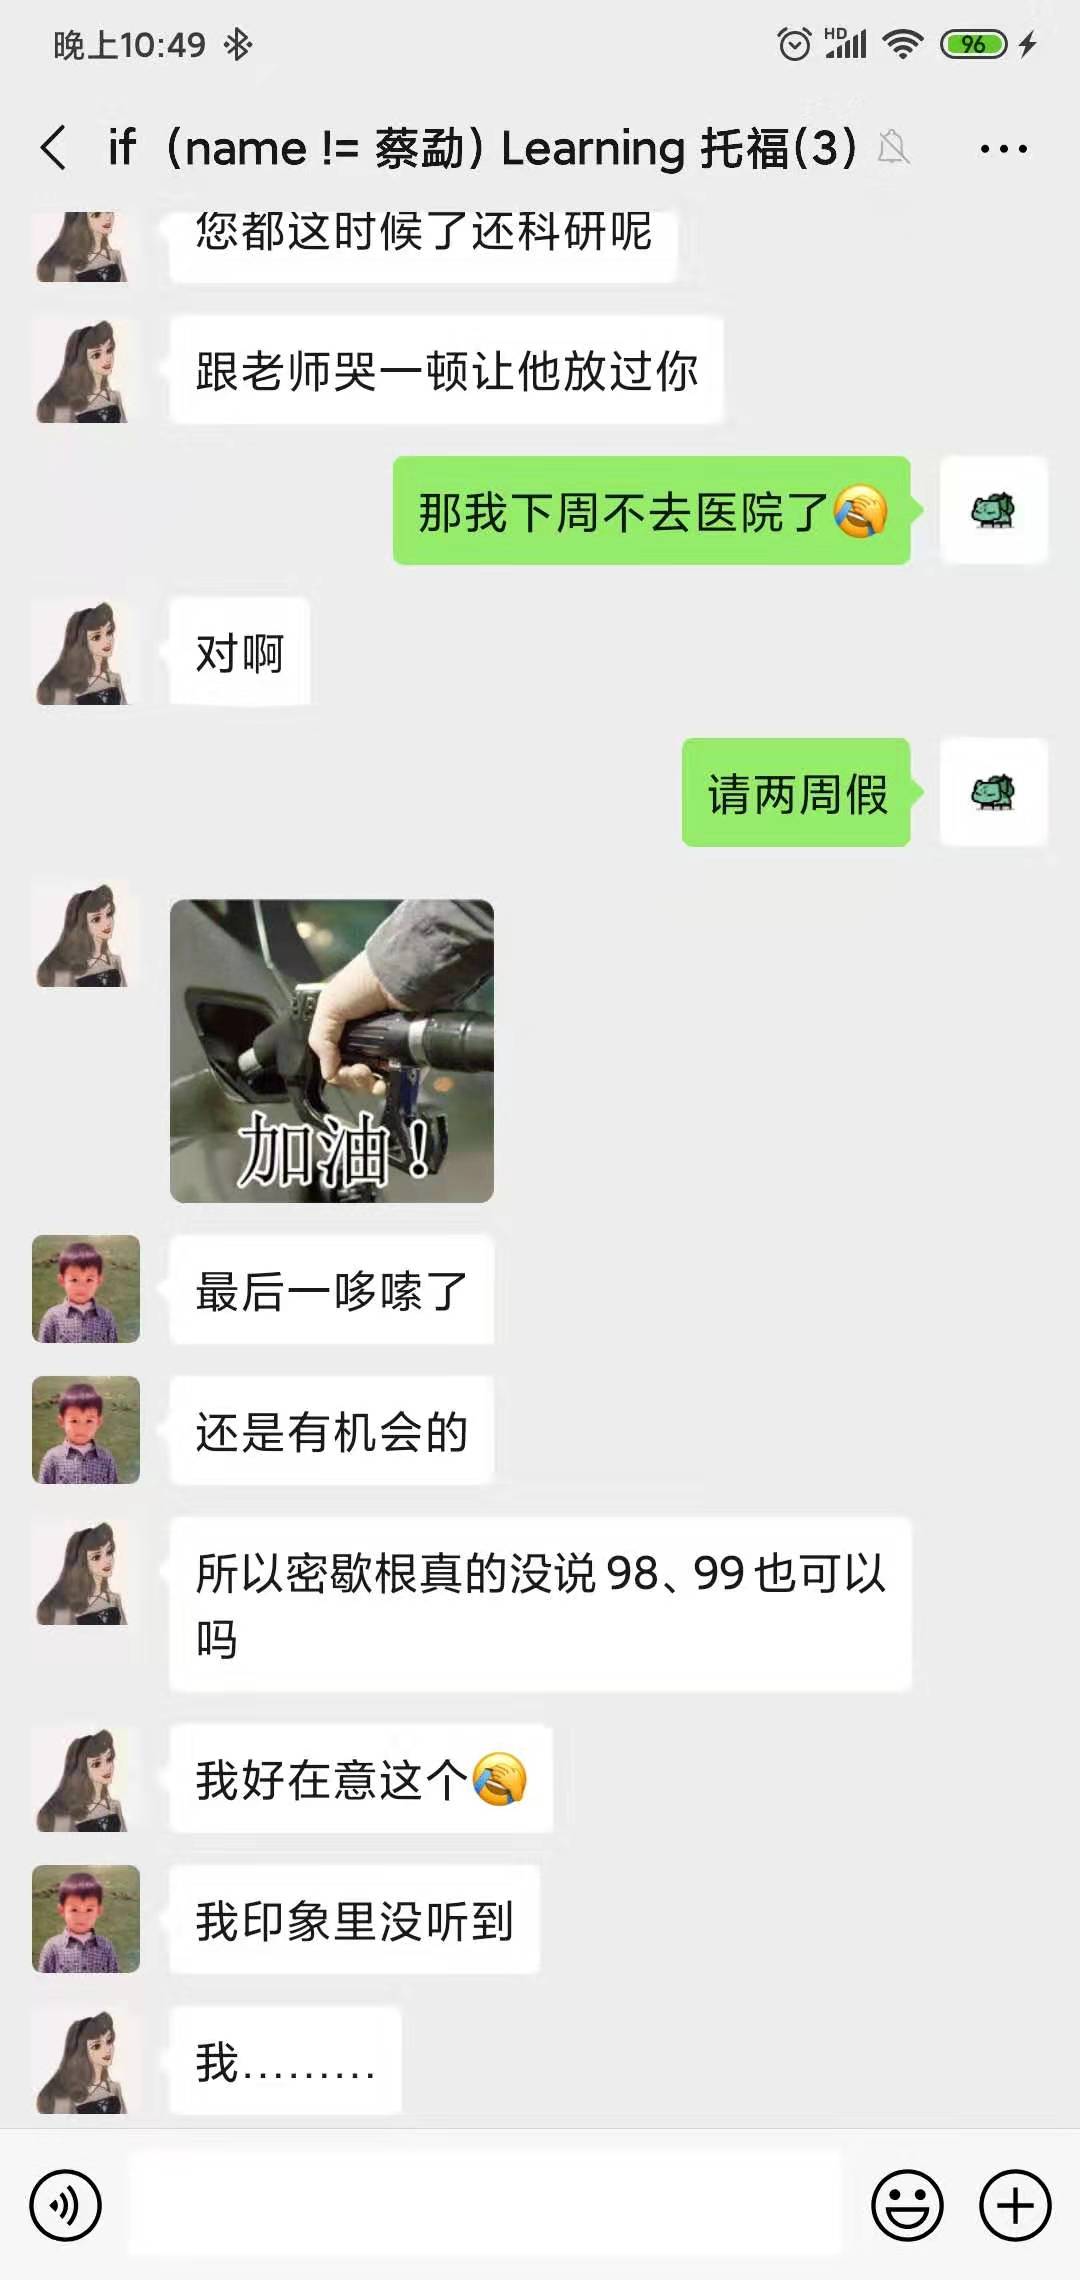 晚上10:49
HD
96
if（name != 蔡勐）Learning 托福(3)
您都这时候了还科研呢
跟老师哭一顿让他放过你
那我下周不去医院了🤦
对啊
请两周假
加油！
最后一哆嗦了
还是有机会的
所以密歇根真的没说 98、99 也可以
吗
我好在意这个🤦
我印象里没听到
我………